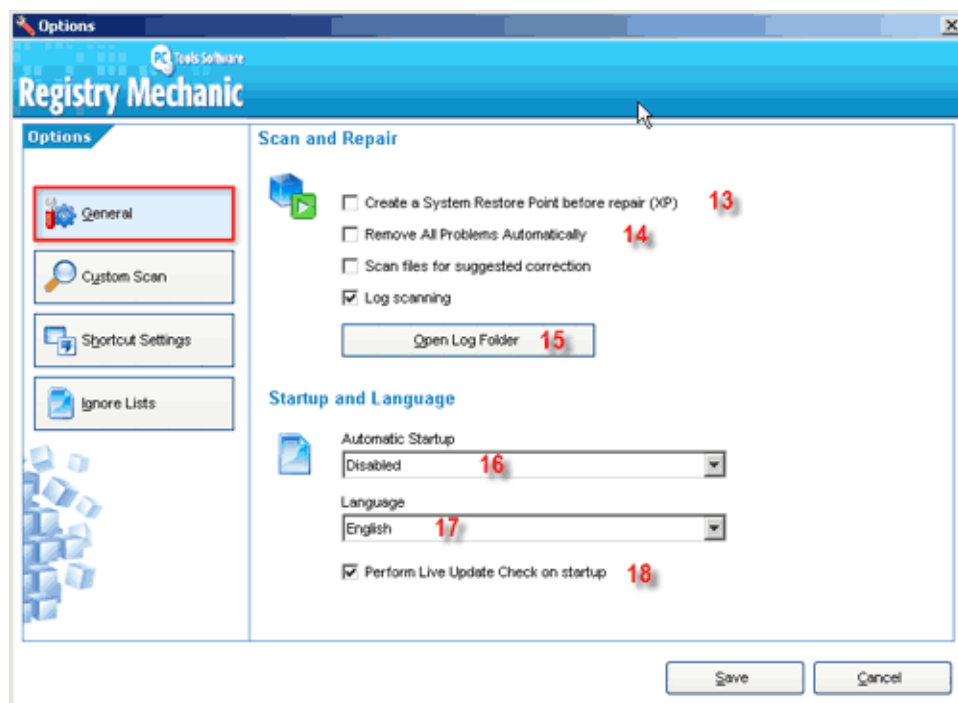 Options
PC Tools Software
Registry Mechanic
Options
General
Custom Scan
Shortcut Settings
Ignore Lists
Scan and Repair
Create a System Restore Point before repair (XP) 13
Remove All Problems Automatically 14
Scan files for suggested correction
Log scanning
Open Log Folder 15
Startup and Language
Automatic Startup
Disabled 16
Language
English 17
Perform Live Update Check on startup 18
Save
Cancel